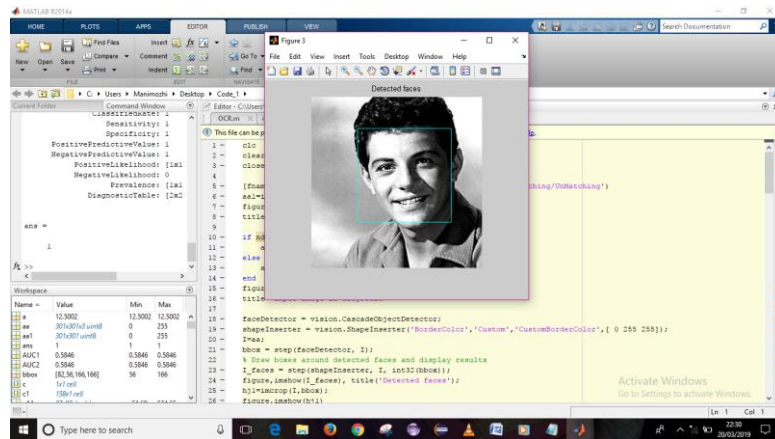 MATLAB R2014a
HOME PLOTS APPS EDITOR PUBLISH VIEW
Search Documentation
New Open Save
Find Files
Compare
Print
Insert
Comment
Indent
Go To
Find
FILE EDIT NAVIGATE
C: Users Manimozhi Desktop Code_1
Current Folder
Command Window
Sensitivity: 1
Specificity: 1
PositivePredictiveValue: 1
NegativePredictiveValue: 1
PositiveLikelihood: [1x1
NegativeLikelihood: 0
Prevalence: [1x1
DiagnosticTable: [2x2
ans =
1
>>
Workspace
Name Value Min Max
a 12.5002 12.5002 12.5002
aa 301x301x3 uint8 0 255
aa1 301x301 uint8 0 255
ans 1 1 1
AUC1 0.5846 0.5846 0.5846
AUC2 0.5846 0.5846 0.5846
bbox [82,56,166,166] 56 166
c 1x1 cell
c1 158x1 cell
Figure 3
File Edit View Insert Tools Desktop Window Help
Detected faces
Editor - C:\Users
OCR.m
This file can be p
1 - clc
2 - clear
3 - close
4
5 - [fnam
ching/UnMatching')
6 - aa1=i
7 - figur
8 - title
9
10 - if nd
11 - a
12 - else
13 - a
14 - end
15 - figur
16 - title
17
18 - faceDetector = vision.CascadeObjectDetector;
19 - shapeInserter = vision.ShapeInserter('BorderColor','Custom','CustomBorderColor',[ 0 255 255]);
20 - I=aa;
21 - bbox = step(faceDetector, I);
22 % Draw boxes around detected faces and display results
23 - I_faces = step(shapeInserter, I, int32(bbox));
24 - figure,imshow(I_faces), title('Detected faces');
25 - hjl=imcrop(I,bbox);
26 - figure,imshow(hjl)
Activate Windows
Go to Settings to activate Windows.
Ln 1 Col 1
Type here to search
22:30
20/03/2019